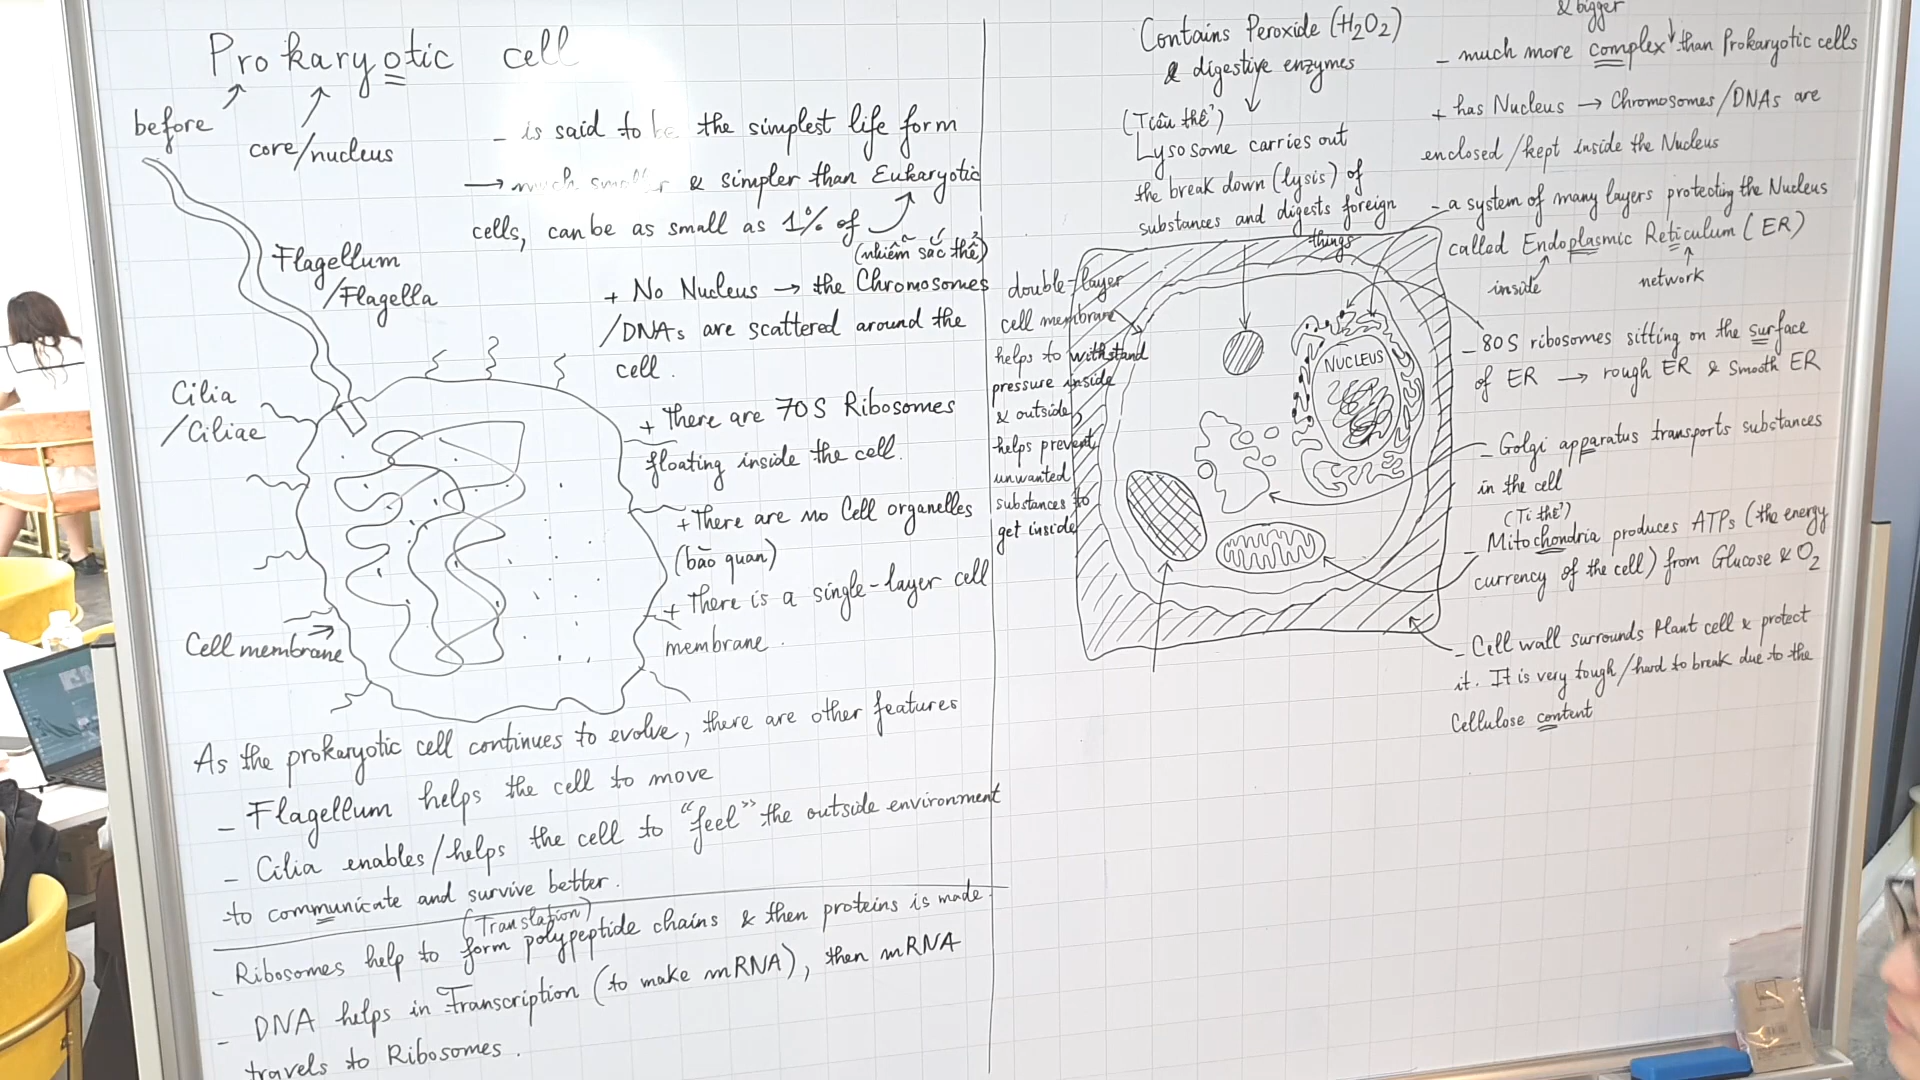 Prokaryotic cell
before
core/nucleus
- is said to be the simplest life form
→ much smaller & simpler than Eukaryotic
cells, can be as small as 1% of
(nhiễm sắc thể)
Flagellum
/Flagella
+ No Nucleus → the Chromosomes
/DNAs are scattered around the
cell.
Cilia
/Ciliae
+ There are 70S Ribosomes
floating inside the cell.
+ There are no Cell organelles
(bào quan)
+ There is a single-layer cell
membrane.
Cell membrane
As the prokaryotic cell continues to evolve, there are other features
- Flagellum helps the cell to move
- Cilia enables/helps the cell to "feel" the outside environment
to communicate and survive better.
(Translation)
- Ribosomes help to form polypeptide chains & then proteins is made.
- DNA helps in Transcription (to make mRNA), then mRNA
travels to Ribosomes.
Contains Peroxide (H2O2)
& digestive enzymes
(Tiêu thể)
Lysosome carries out
the break down (lysis) of
substances and digests foreign
things
double-layer
cell membrane
helps to withstand
pressure inside
& outside,
helps prevent
unwanted
substances to
get inside
NUCLEUS
& bigger
- much more complex than Prokaryotic cells
+ has Nucleus → Chromosomes/DNAs are
enclosed/kept inside the Nucleus
- a system of many layers protecting the Nucleus
called Endoplasmic Reticulum (ER)
inside
network
- 80S ribosomes sitting on the surface
of ER → rough ER & Smooth ER
- Golgi apparatus transports substances
in the cell
(Ti thể)
- Mitochondria produces ATPs (the energy
currency of the cell) from Glucose & O2
- Cell wall surrounds Plant cell & protect
it. It is very tough/hard to break due to the
Cellulose content